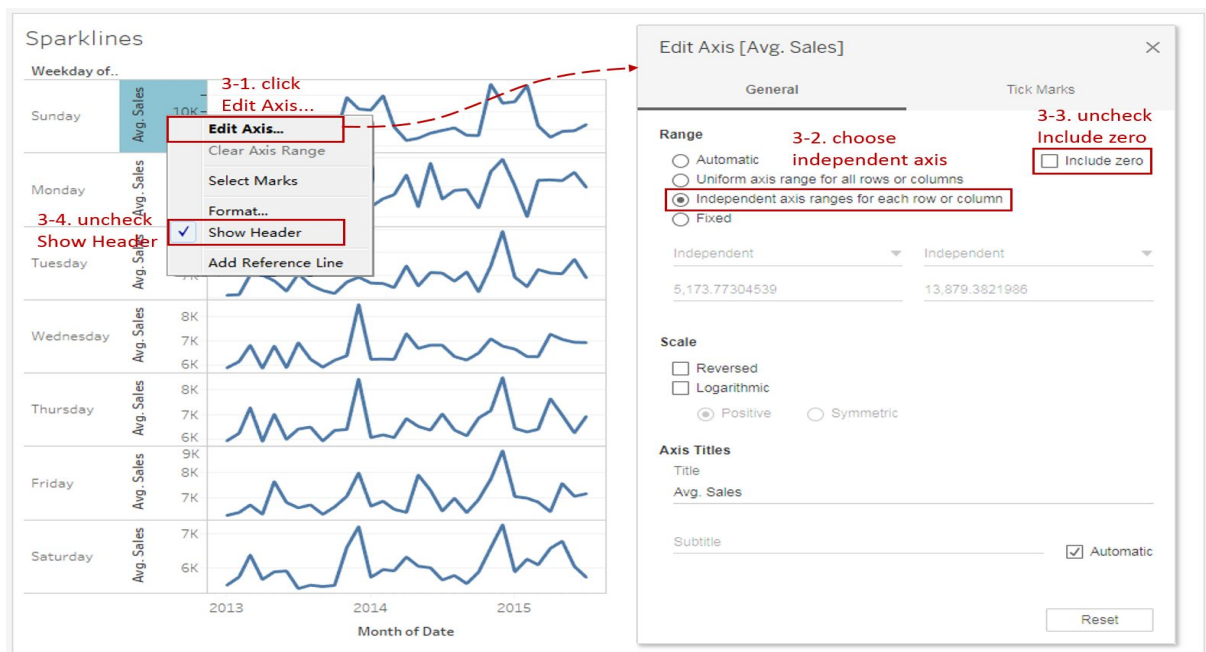 Sparklines
Weekday of..
Sunday
Avg. Sales
10K
3-1. click
Edit Axis...
Edit Axis...
Clear Axis Range
Select Marks
Format...
Show Header
Add Reference Line
3-4. uncheck
Show Header
Monday
Avg. Sales
Tuesday
Avg. Sales
Wednesday
Avg. Sales
8K
7K
6K
Thursday
Avg. Sales
8K
7K
6K
Friday
Avg. Sales
9K
8K
7K
Saturday
Avg. Sales
7K
6K
2013
2014
2015
Month of Date
Edit Axis [Avg. Sales]
General
Tick Marks
Range
3-2. choose
independent axis
3-3. uncheck
Include zero
Automatic
Include zero
Uniform axis range for all rows or columns
Independent axis ranges for each row or column
Fixed
Independent
Independent
5,173.77304539
13,879.3821986
Scale
Reversed
Logarithmic
Positive
Symmetric
Axis Titles
Title
Avg. Sales
Subtitle
Automatic
Reset